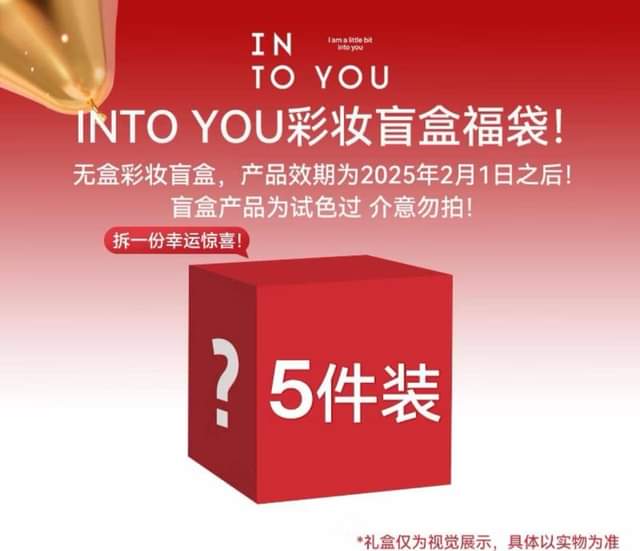 IN
TO YOU
I am a little bit
into you
INTO YOU彩妆盲盒福袋！
无盒彩妆盲盒，产品效期为2025年2月1日之后！
盲盒产品为试色过 介意勿拍！
拆一份幸运惊喜！
?
5件装
*礼盒仅为视觉展示，具体以实物为准